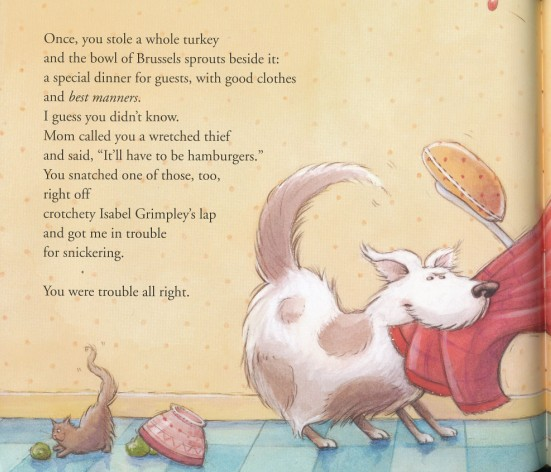 Once, you stole a whole turkey
and the bowl of Brussels sprouts beside it:
a special dinner for guests, with good clothes
and best manners.
I guess you didn't know.
Mom called you a wretched thief
and said, “It'll have to be hamburgers.”
You snatched one of those, too,
right off
crotchety Isabel Grimpley's lap
and got me in trouble
for snickering.
You were trouble all right.